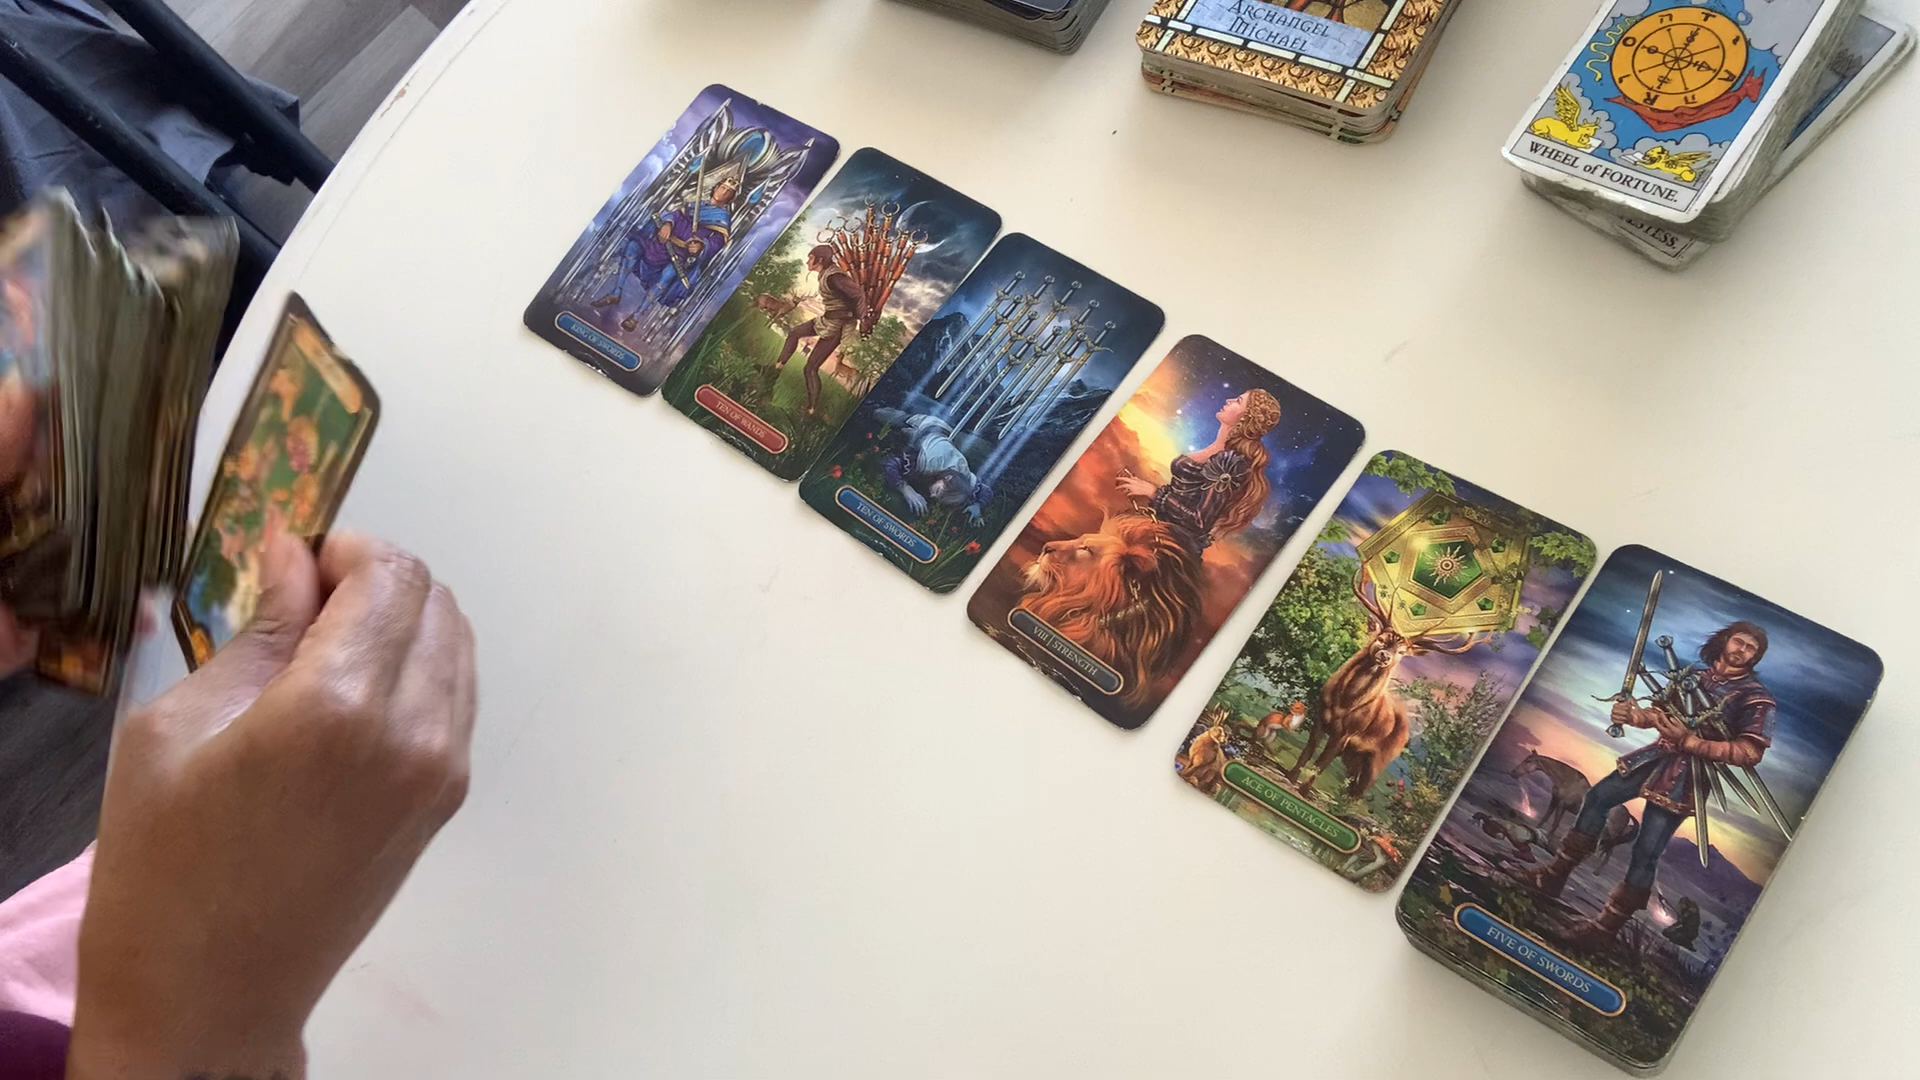 ARCHANGEL
MICHAEL
WHEEL of FORTUNE.
KING OF SWORDS
TEN OF WANDS
TEN OF SWORDS
VIII | STRENGTH
ACE OF PENTACLES
FIVE OF SWORDS